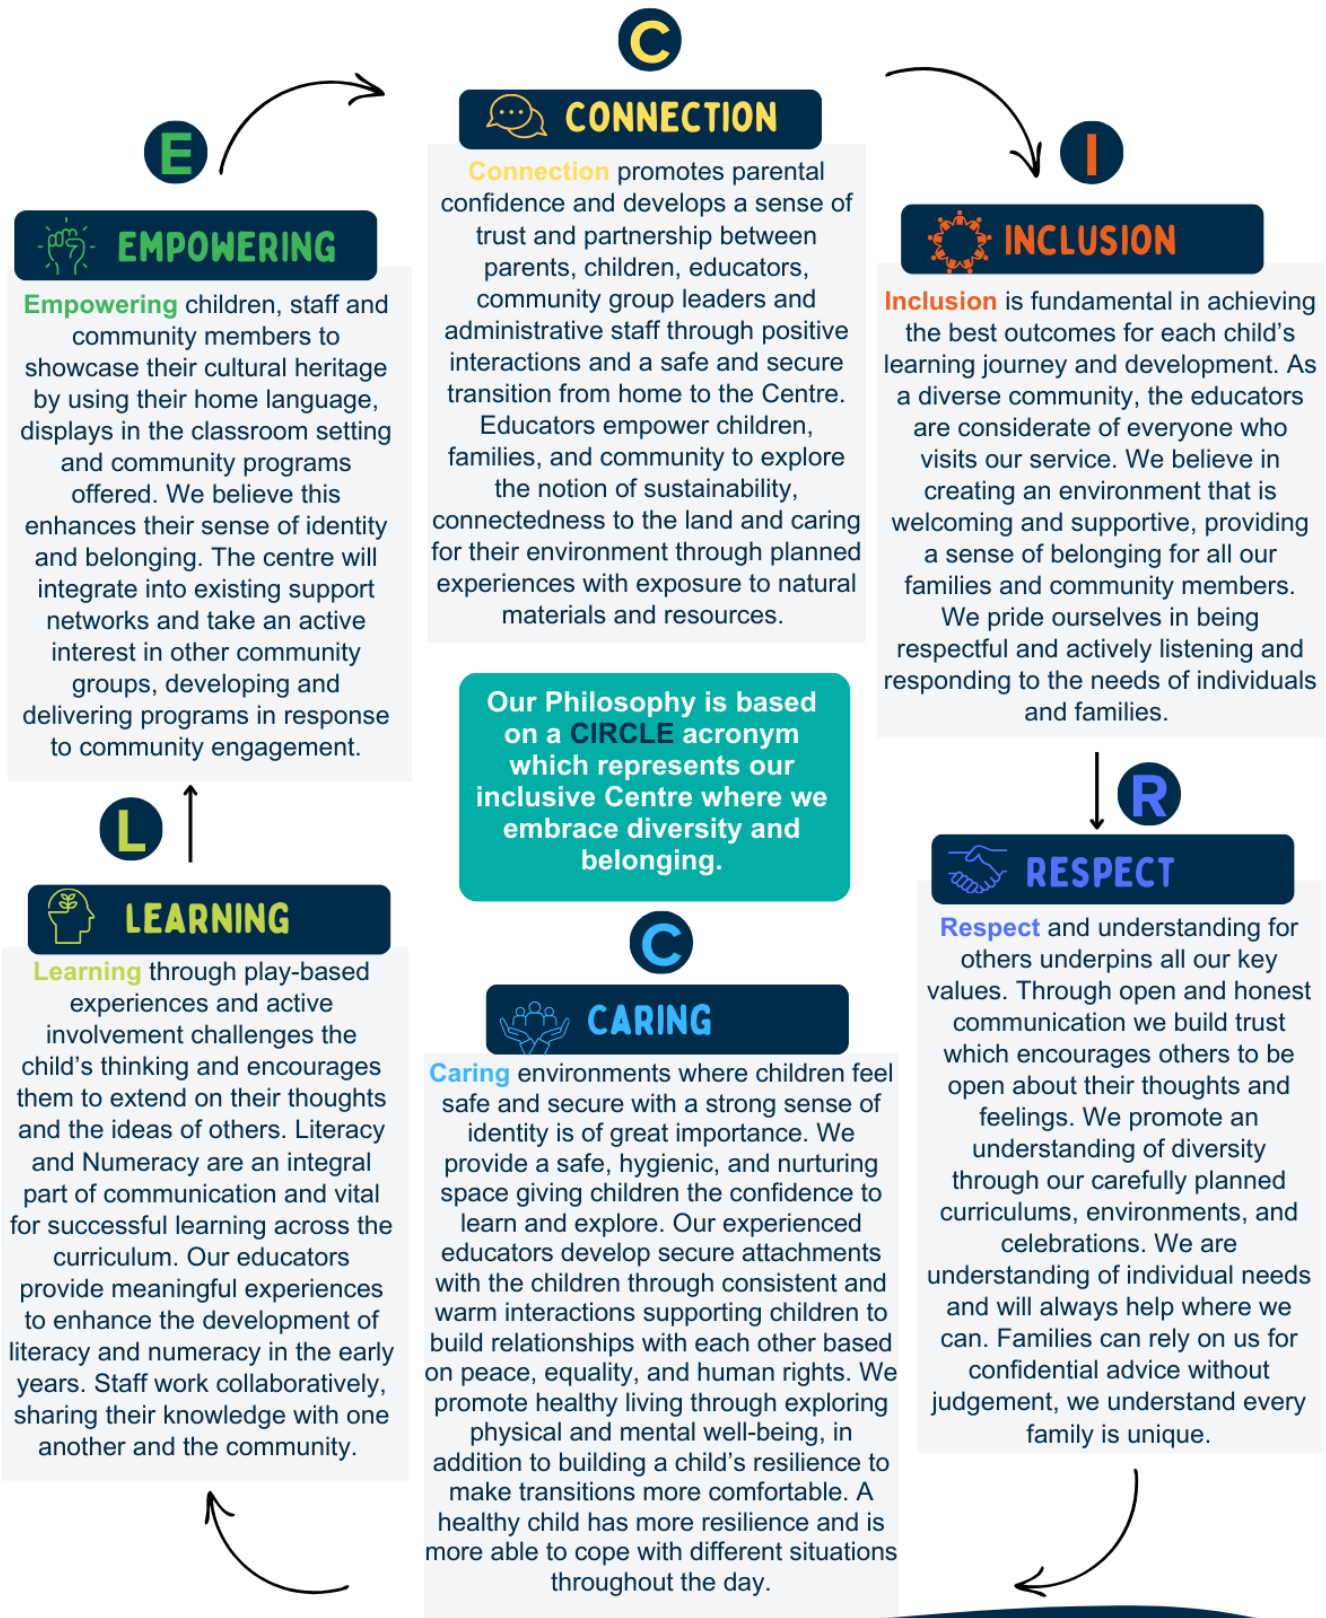 C
CONNECTION
Connection promotes parental
confidence and develops a sense of
trust and partnership between
parents, children, educators,
community group leaders and
administrative staff through positive
interactions and a safe and secure
transition from home to the Centre.
Educators empower children,
families, and community to explore
the notion of sustainability,
connectedness to the land and caring
for their environment through planned
experiences with exposure to natural
materials and resources.
I
INCLUSION
Inclusion is fundamental in achieving
the best outcomes for each child’s
learning journey and development. As
a diverse community, the educators
are considerate of everyone who
visits our service. We believe in
creating an environment that is
welcoming and supportive, providing
a sense of belonging for all our
families and community members.
We pride ourselves in being
respectful and actively listening and
responding to the needs of individuals
and families.
R
RESPECT
Respect and understanding for
others underpins all our key
values. Through open and honest
communication we build trust
which encourages others to be
open about their thoughts and
feelings. We promote an
understanding of diversity
through our carefully planned
curriculums, environments, and
celebrations. We are
understanding of individual needs
and will always help where we
can. Families can rely on us for
confidential advice without
judgement, we understand every
family is unique.
C
CARING
Caring environments where children feel
safe and secure with a strong sense of
identity is of great importance. We
provide a safe, hygienic, and nurturing
space giving children the confidence to
learn and explore. Our experienced
educators develop secure attachments
with the children through consistent and
warm interactions supporting children to
build relationships with each other based
on peace, equality, and human rights. We
promote healthy living through exploring
physical and mental well-being, in
addition to building a child’s resilience to
make transitions more comfortable. A
healthy child has more resilience and is
more able to cope with different situations
throughout the day.
L
LEARNING
Learning through play-based
experiences and active
involvement challenges the
child’s thinking and encourages
them to extend on their thoughts
and the ideas of others. Literacy
and Numeracy are an integral
part of communication and vital
for successful learning across the
curriculum. Our educators
provide meaningful experiences
to enhance the development of
literacy and numeracy in the early
years. Staff work collaboratively,
sharing their knowledge with one
another and the community.
E
EMPOWERING
Empowering children, staff and
community members to
showcase their cultural heritage
by using their home language,
displays in the classroom setting
and community programs
offered. We believe this
enhances their sense of identity
and belonging. The centre will
integrate into existing support
networks and take an active
interest in other community
groups, developing and
delivering programs in response
to community engagement.
Our Philosophy is based
on a CIRCLE acronym
which represents our
inclusive Centre where we
embrace diversity and
belonging.